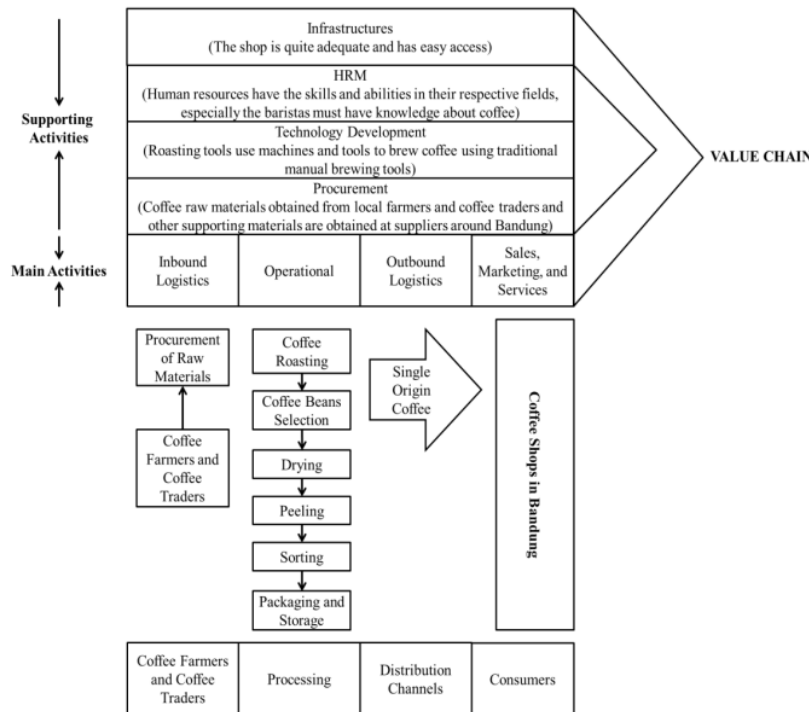 Infrastructures
(The shop is quite adequate and has easy access)
HRM
(Human resources have the skills and abilities in their respective fields,
especially the baristas must have knowledge about coffee)
Technology Development
(Roasting tools use machines and tools to brew coffee using traditional
manual brewing tools)
Procurement
(Coffee raw materials obtained from local farmers and coffee traders and
other supporting materials are obtained at suppliers around Bandung)
Supporting
Activities
VALUE CHAIN
Main Activities
Inbound
Logistics
Operational
Outbound
Logistics
Sales,
Marketing, and
Services
Procurement
of Raw
Materials
Coffee
Farmers and
Coffee
Traders
Coffee
Roasting
Coffee Beans
Selection
Drying
Peeling
Sorting
Packaging and
Storage
Single
Origin
Coffee
Coffee Shops in Bandung
Coffee Farmers
and Coffee
Traders
Processing
Distribution
Channels
Consumers